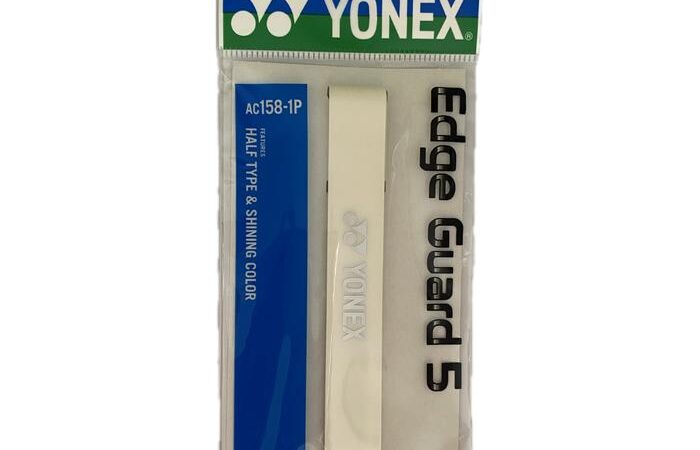 YONEX®
AC158-1P
FEATURES
HALF TYPE & SHINING COLOR
YONEX
Edge Guard 5